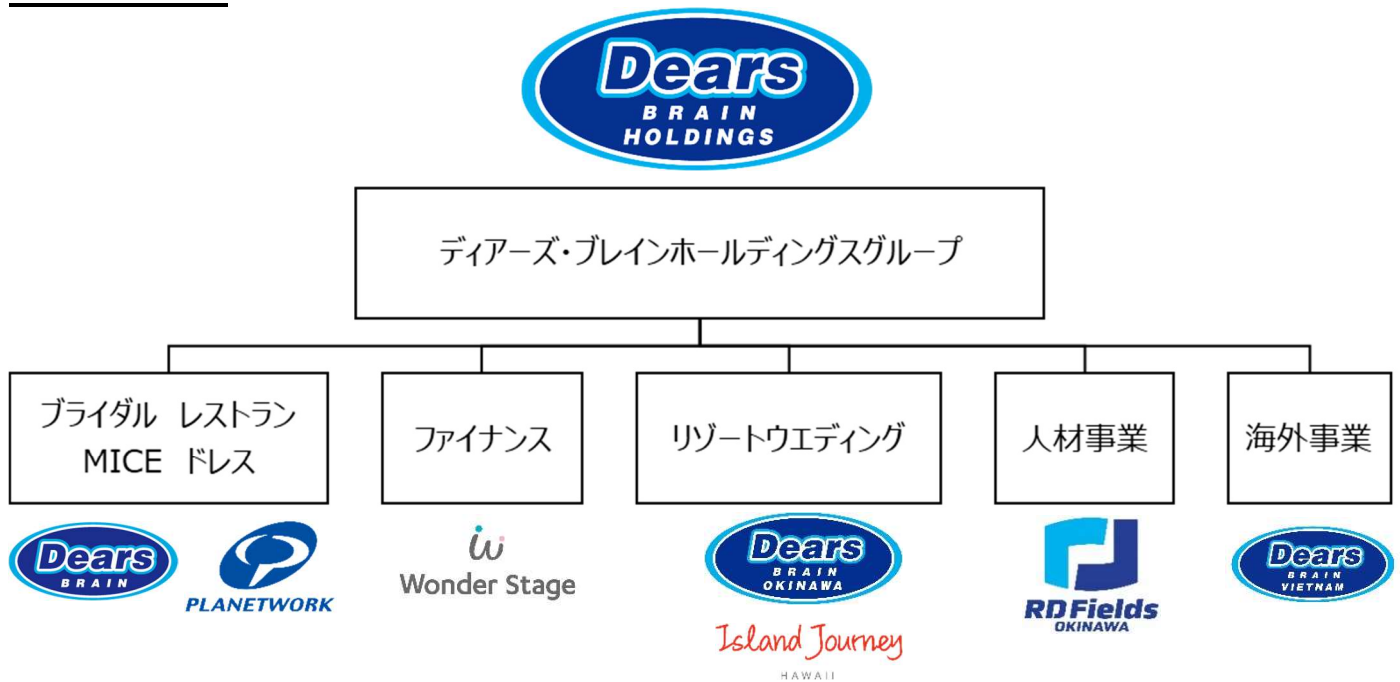 Dears
BRAIN
HOLDINGS
ディアーズ・ブレインホールディングスグループ
ブライダル レストラン
MICE ドレス
ファイナンス
リゾートウエディング
人材事業
海外事業
Dears
BRAIN
PLANETWORK
Wonder Stage
Dears
BRAIN
OKINAWA
Island Journey
HAWAII
RD Fields
OKINAWA
Dears
BRAIN
VIETNAM